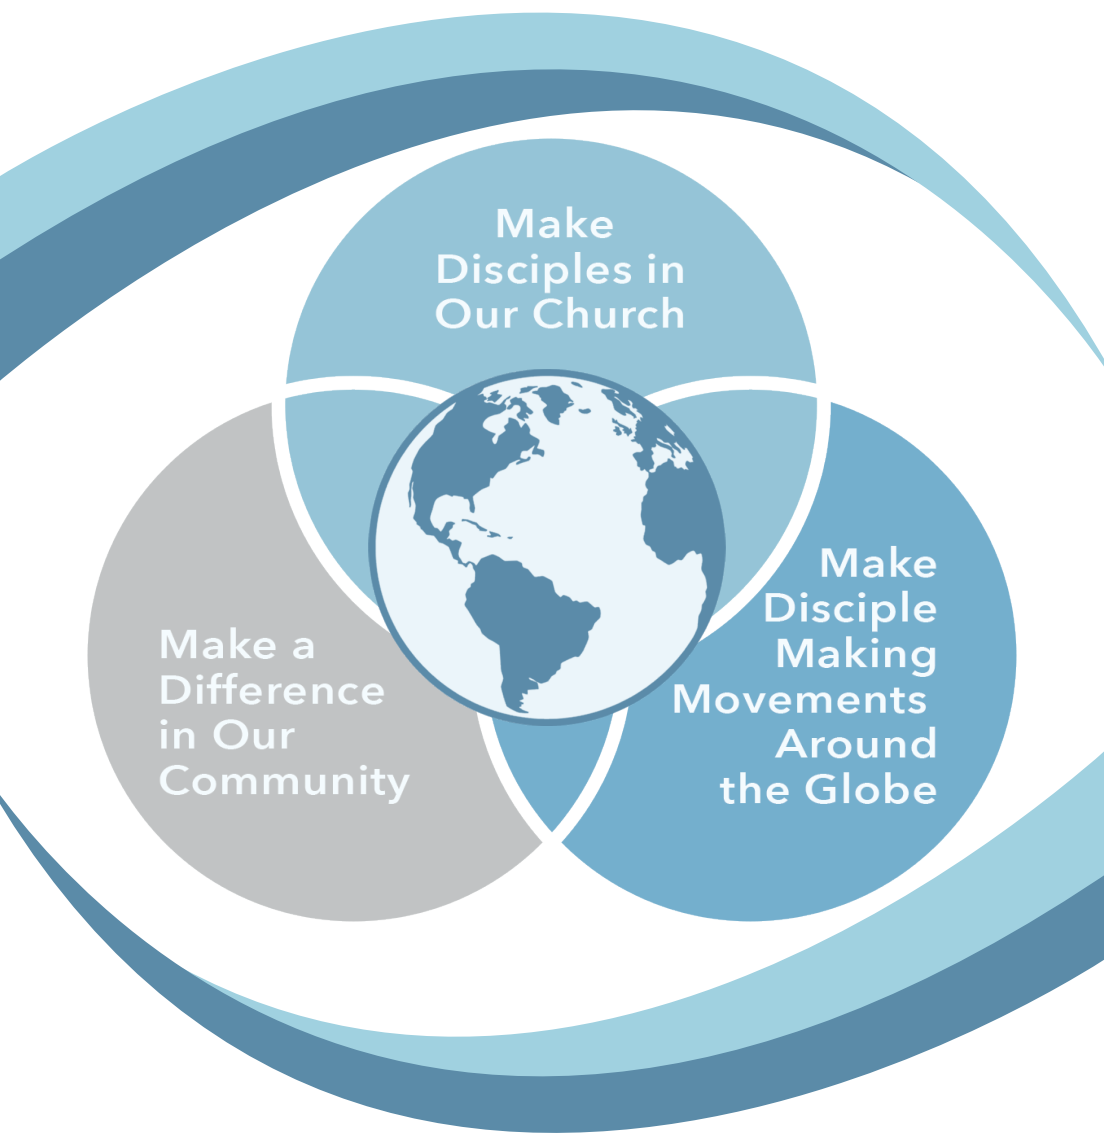 Make
Disciples in
Our Church
Make a
Difference
in Our
Community
Make
Disciple
Making
Movements
Around
the Globe